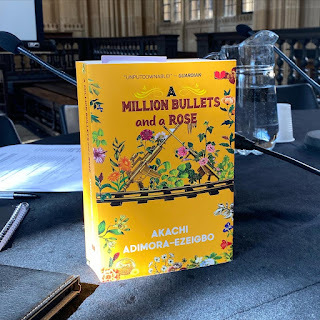 "UNPUTDOWNABLE!" — GUARDIAN
A
MILLION BULLETS
and a ROSE
AKACHI
ADIMORA-EZEIGBO